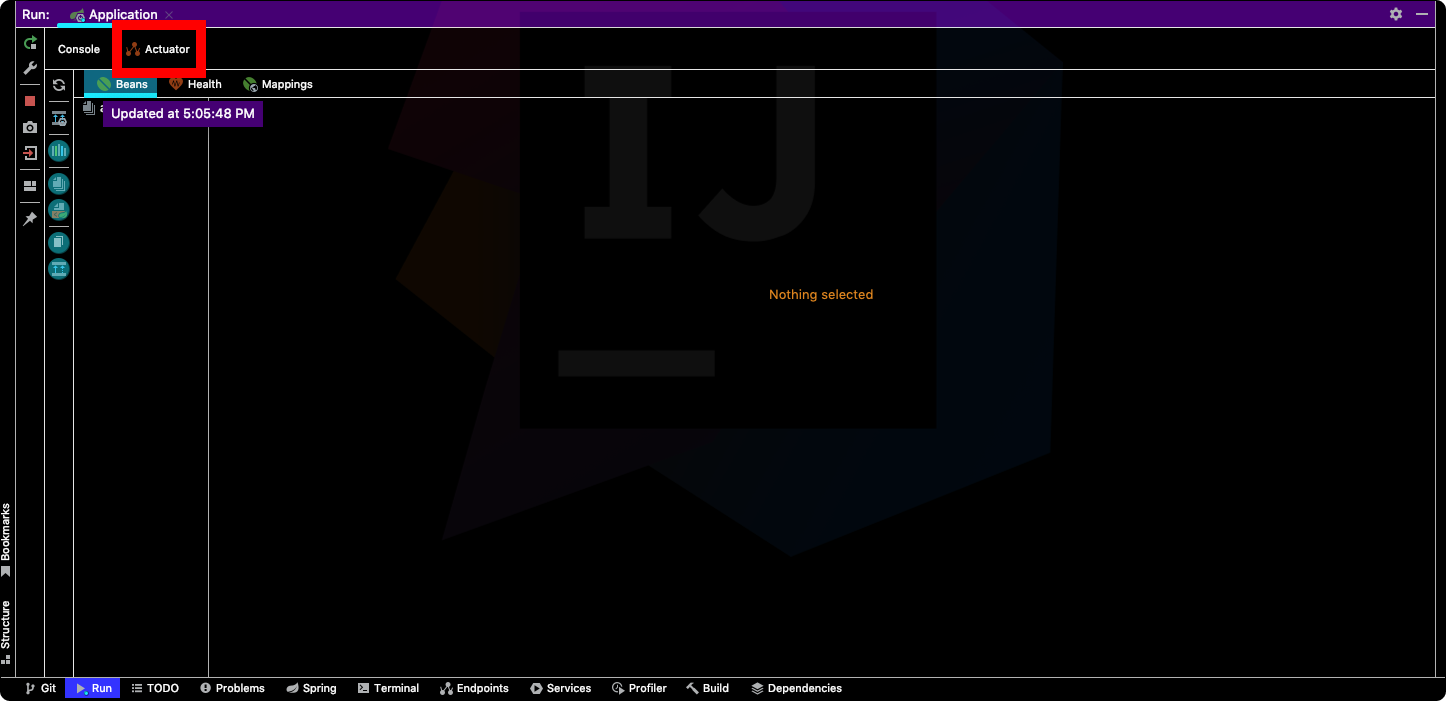 Run: Application
Console Actuator
Beans Health Mappings
Updated at 5:05:48 PM
IJ
Nothing selected
Bookmarks
Structure
Git Run TODO Problems Spring Terminal Endpoints Services Profiler Build Dependencies